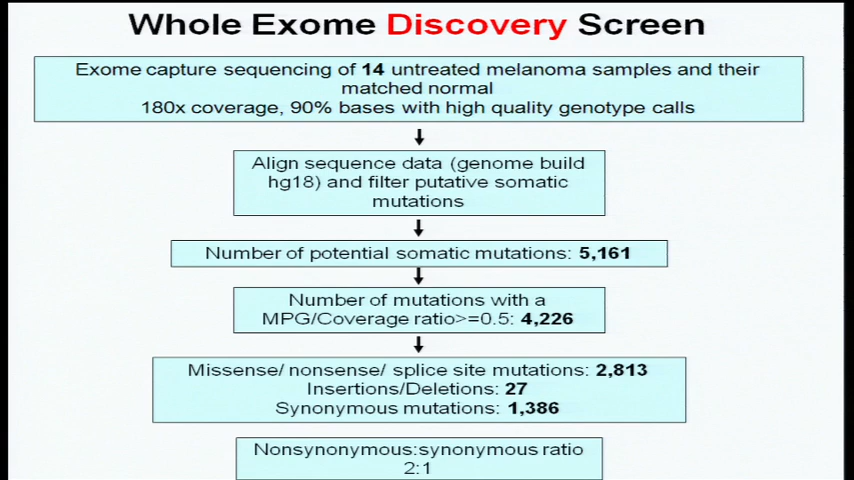 Whole Exome Discovery Screen
Exome capture sequencing of 14 untreated melanoma samples and their
matched normal
180x coverage, 90% bases with high quality genotype calls
Align sequence data (genome build
hg18) and filter putative somatic
mutations
Number of potential somatic mutations: 5,161
Number of mutations with a
MPG/Coverage ratio>=0.5: 4,226
Missense/ nonsense/ splice site mutations: 2,813
Insertions/Deletions: 27
Synonymous mutations: 1,386
Nonsynonymous:synonymous ratio
2:1